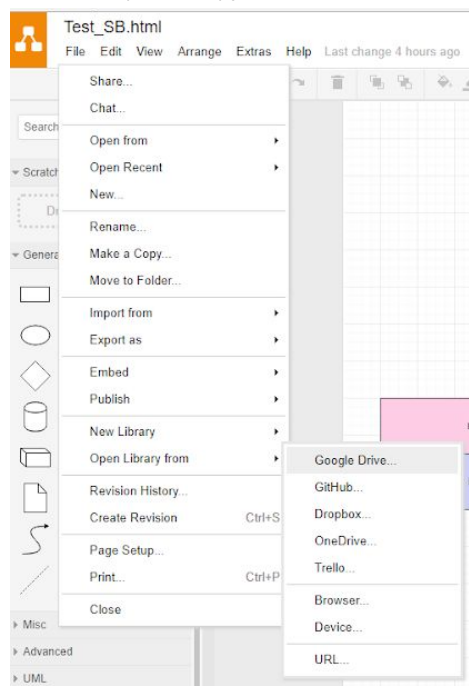 Test_SB.html
File Edit View Arrange Extras Help Last change 4 hours ago
Share...
Chat...
Search
Open from
Open Recent
New...
Rename...
Make a Copy...
Move to Folder...
Import from
Export as
Embed
Publish
New Library
Open Library from
Google Drive...
GitHub...
Dropbox...
OneDrive...
Trello...
Browser...
Device...
URL...
Revision History...
Create Revision Ctrl+S
Page Setup...
Print... Ctrl+P
Close
Misc
Advanced
UML